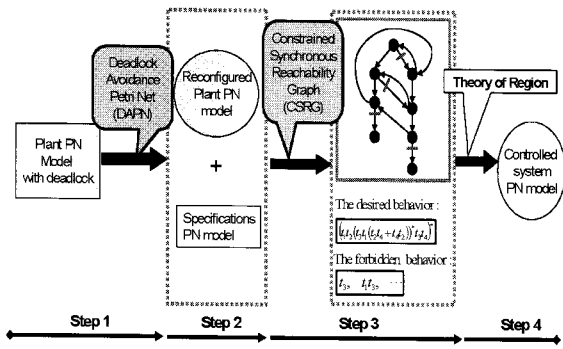 Deadlock
Avoidance
Petri Net
(DAPN)
Plant PN
Model
with deadlock
Reconfigured
Plant PN
model
+
Specifications
PN model
Constrained
Synchronous
Reachability
Graph
(CSRG)
The desired behavior :
The forbidden behavior :
t₃, t₁t₃, ...
Theory of Region
Controlled
system
PN model
Step 1
Step 2
Step 3
Step 4